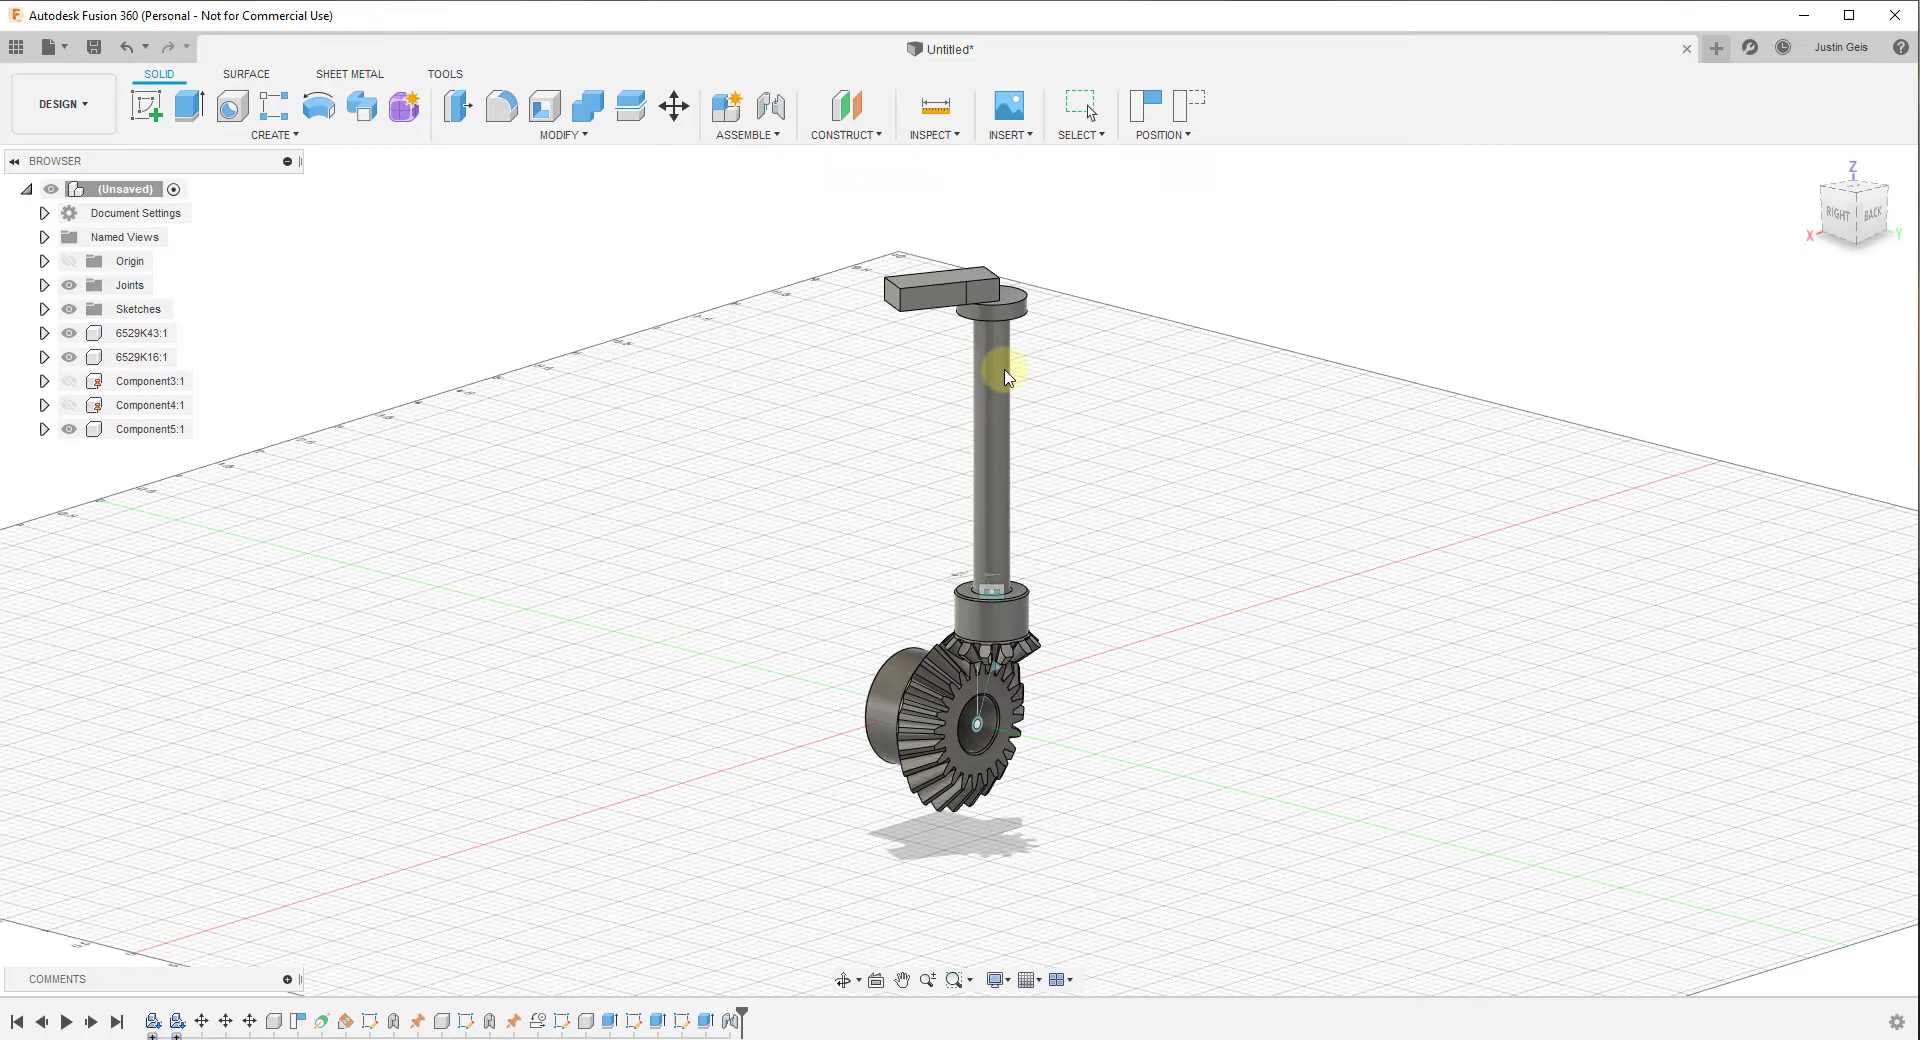 Autodesk Fusion 360 (Personal - Not for Commercial Use)
Untitled*
Justin Geis
SOLID
SURFACE
SHEET METAL
TOOLS
DESIGN
CREATE
MODIFY
ASSEMBLE
CONSTRUCT
INSPECT
INSERT
SELECT
POSITION
BROWSER
(Unsaved)
Document Settings
Named Views
Origin
Joints
Sketches
6529K43:1
6529K16:1
Component3:1
Component4:1
Component5:1
Z
RIGHT
BACK
X
Y
COMMENTS